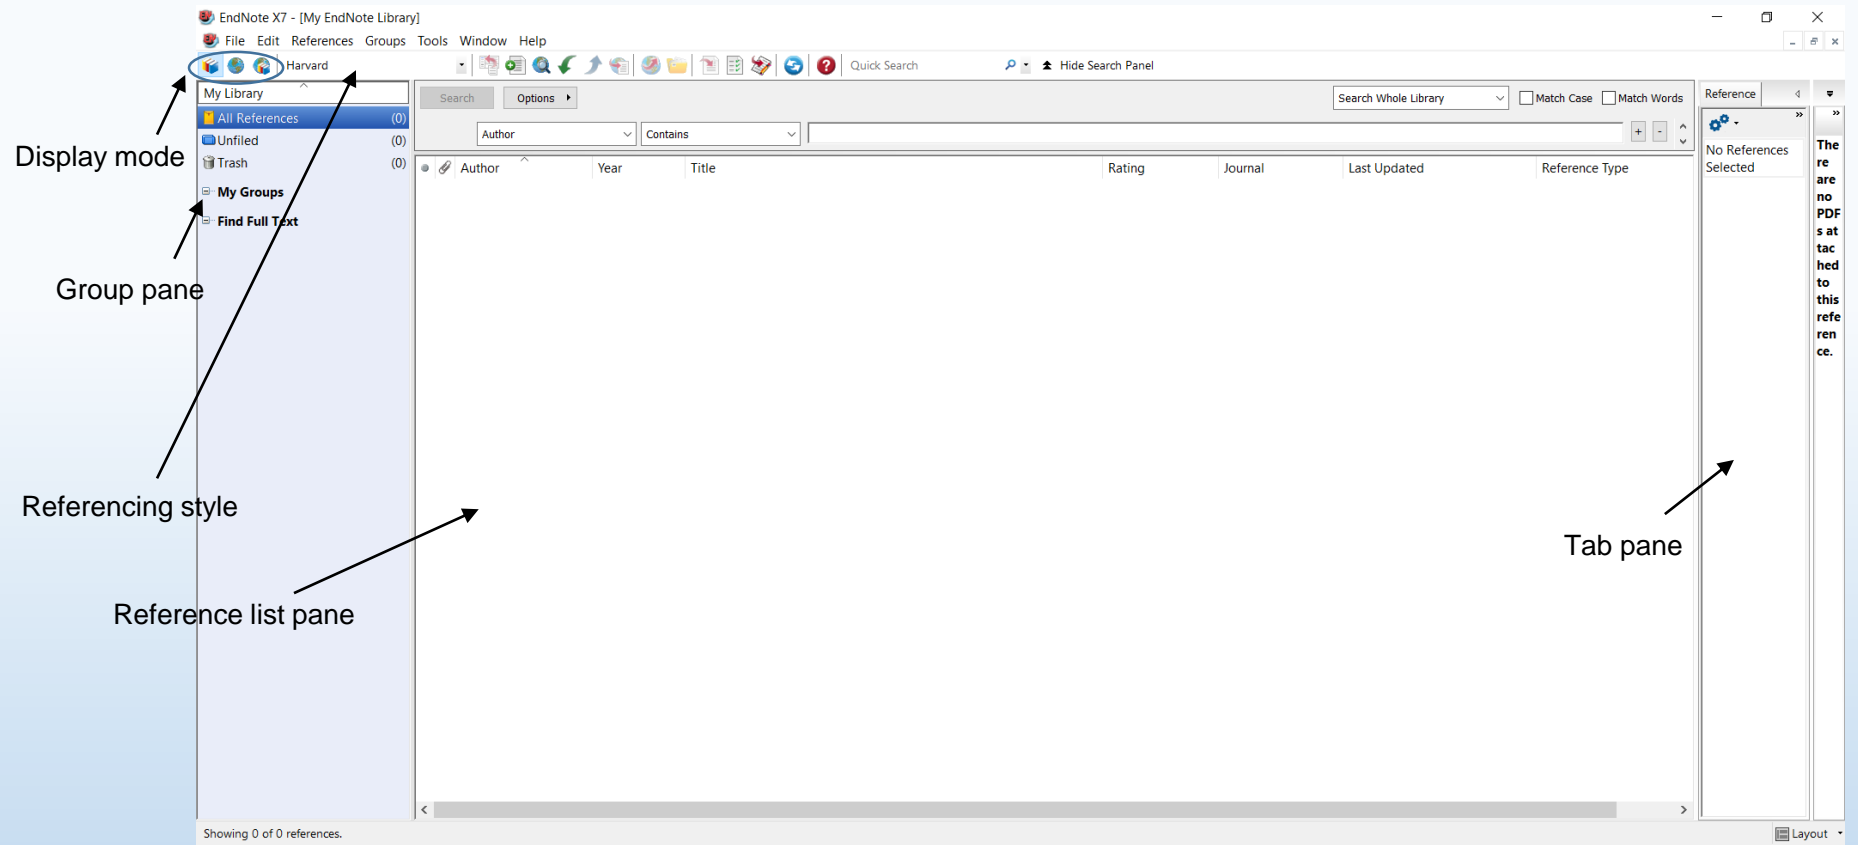 EndNote X7 - [My EndNote Library]
File Edit References Groups Tools Window Help
Harvard
Quick Search
Hide Search Panel
My Library
All References (0)
Unfiled (0)
Trash (0)
My Groups
Find Full Text
Search
Options
Search Whole Library
Match Case
Match Words
Author
Contains
+ -
Author Year Title Rating Journal Last Updated Reference Type
Reference
No References
Selected
The
re
are
no
PDF
s at
tac
hed
to
this
refe
ren
ce.
Display mode
Group pane
Referencing style
Reference list pane
Tab pane
Showing 0 of 0 references.
Layout